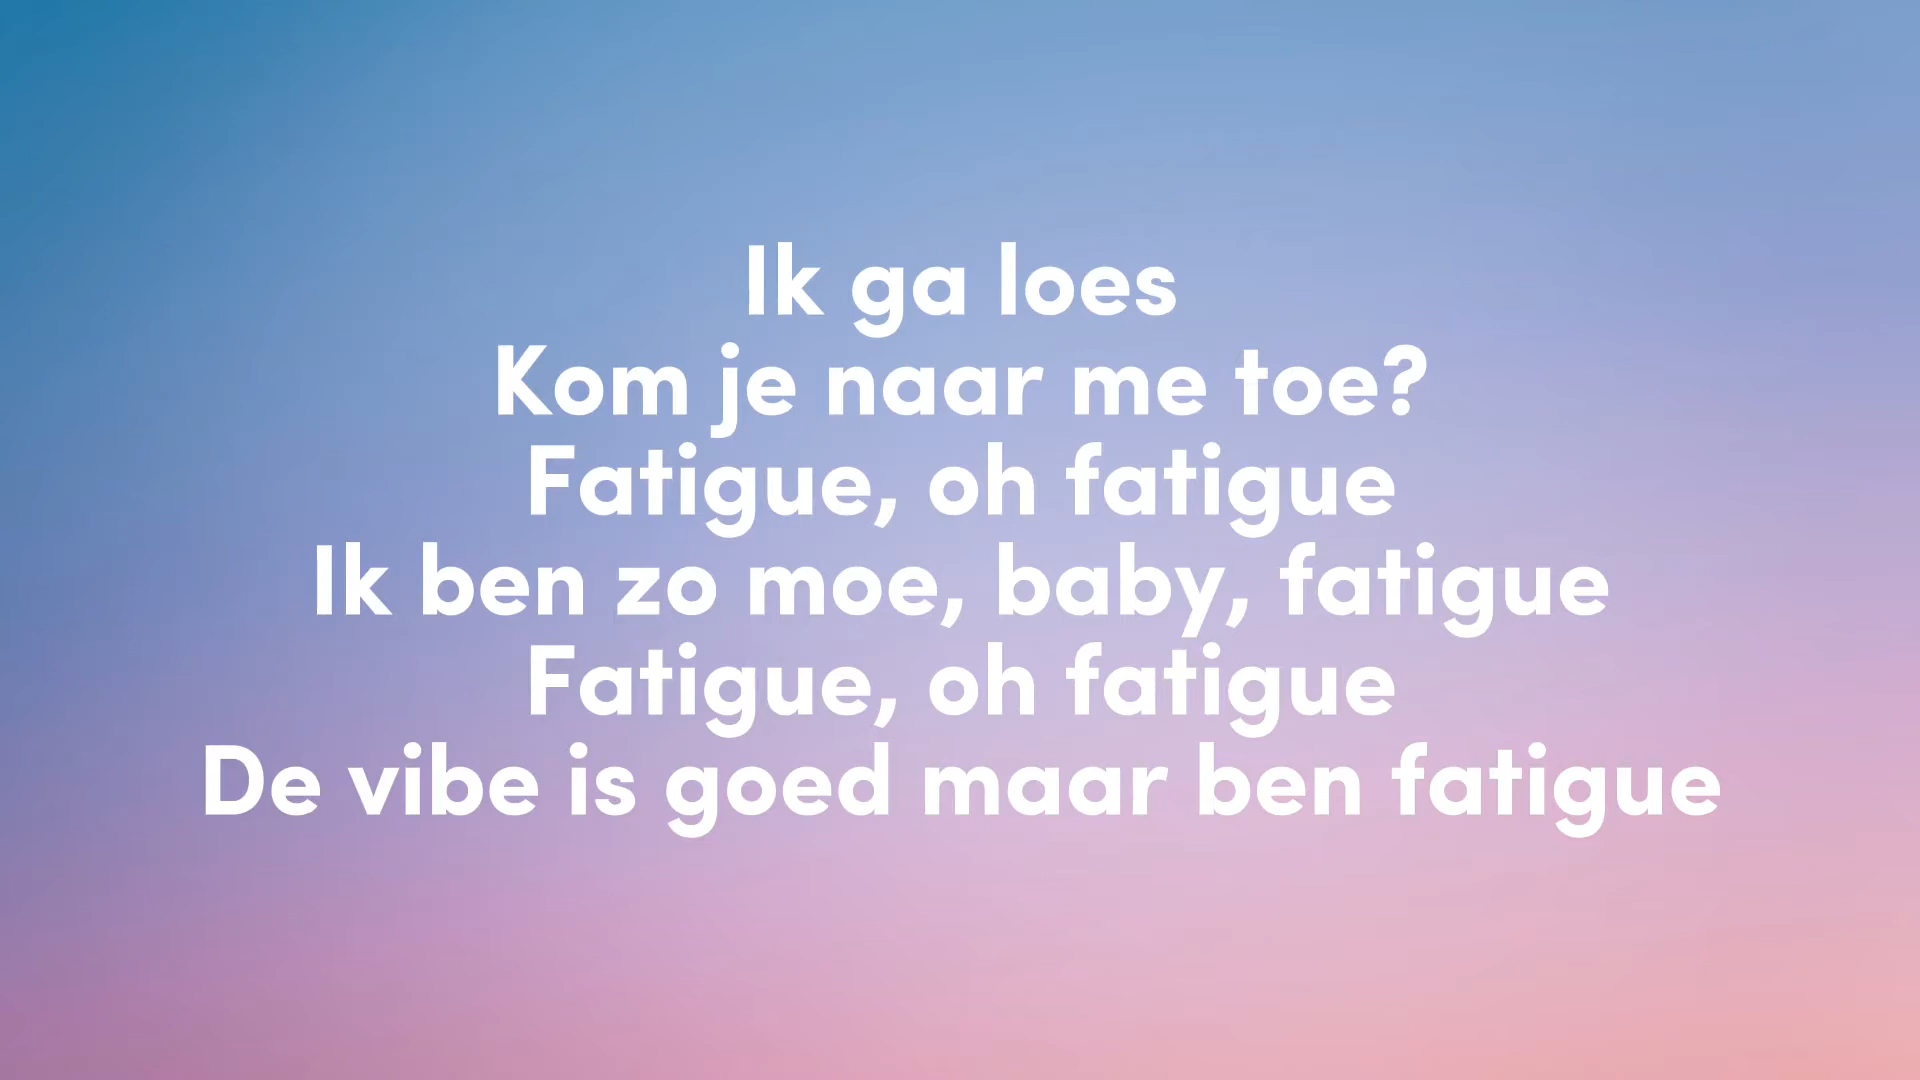 Ik ga loes
Kom je naar me toe?
Fatigue, oh fatigue
Ik ben zo moe, baby, fatigue
Fatigue, oh fatigue
De vibe is goed maar ben fatigue